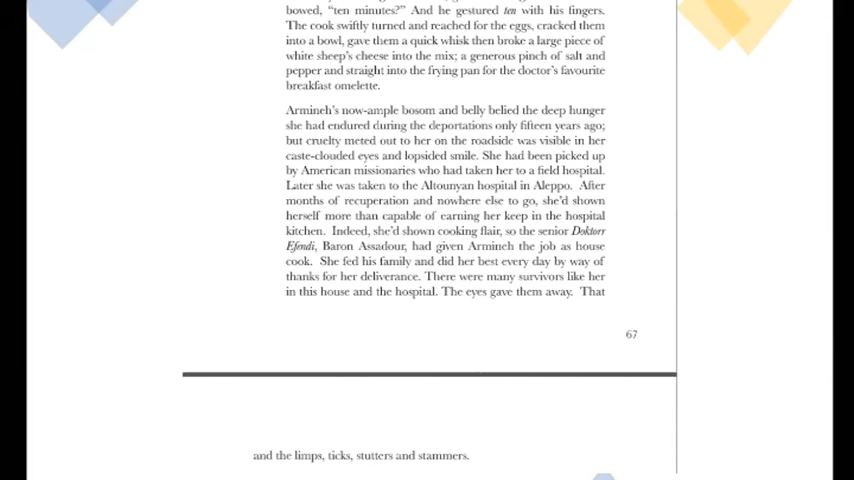 bowed, “ten minutes?” And he gestured ten with his fingers.
The cook swiftly turned and reached for the eggs, cracked them
into a bowl, gave them a quick whisk then broke a large piece of
white sheep’s cheese into the mix; a generous pinch of salt and
pepper and straight into the frying pan for the doctor’s favourite
breakfast omelette.
Armineh’s now-ample bosom and belly belied the deep hunger
she had endured during the deportations only fifteen years ago;
but cruelty meted out to her on the roadside was visible in her
caste-clouded eyes and lopsided smile. She had been picked up
by American missionaries who had taken her to a field hospital.
Later she was taken to the Altounyan hospital in Aleppo. After
months of recuperation and nowhere else to go, she’d shown
herself more than capable of earning her keep in the hospital
kitchen. Indeed, she’d shown cooking flair, so the senior Doktorr
Efendi, Baron Assadour, had given Armineh the job as house
cook. She fed his family and did her best every day by way of
thanks for her deliverance. There were many survivors like her
in this house and the hospital. The eyes gave them away. That
67
and the limps, ticks, stutters and stammers.